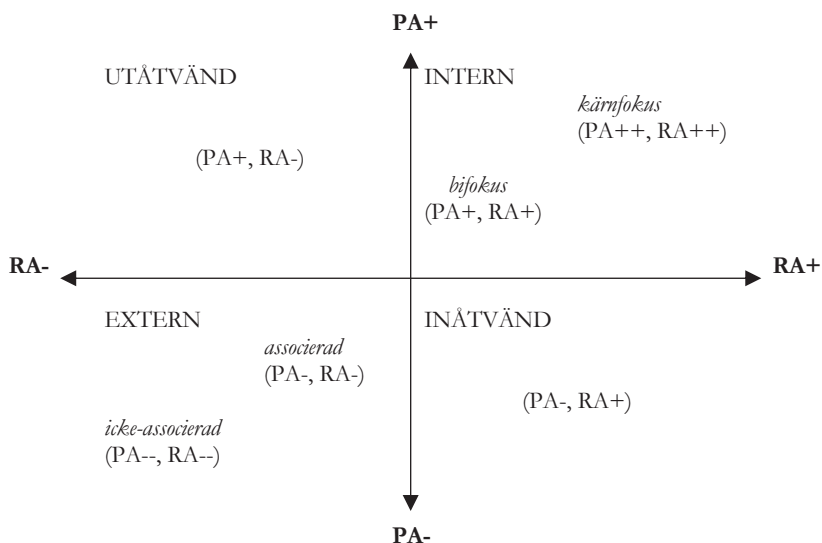 PA+
UTÅTVÄND
INTERN
kärnfokus
(PA++, RA++)
(PA+, RA-)
bifokus
(PA+, RA+)
RA-
RA+
EXTERN
INÅTVÄND
associerad
(PA-, RA-)
(PA-, RA+)
icke-associerad
(PA--, RA--)
PA-